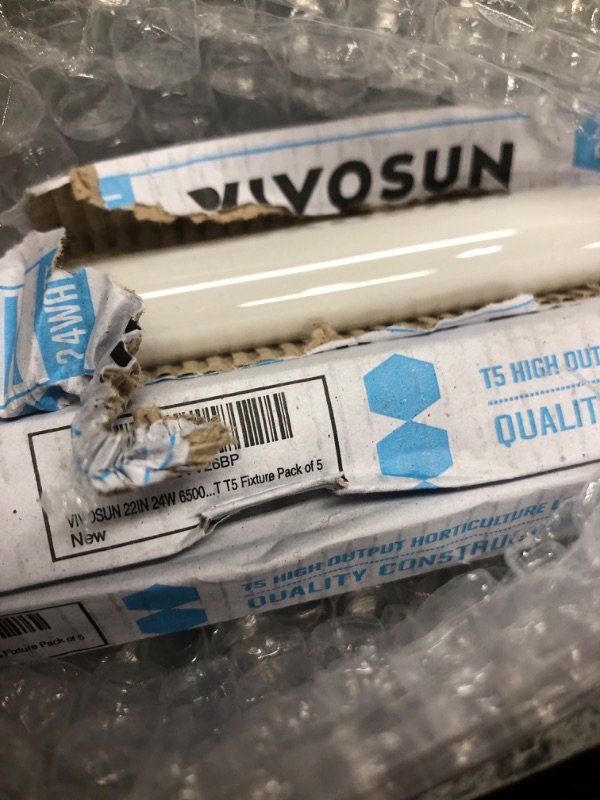 VIVOSUN
24WA
T5 HIGH OUT
QUALIT
26BP
VIVOSUN 22IN 24W 6500...T T5 Fixture Pack of 5
New
T5 HIGH OUTPUT HORTICULTURE
QUALITY CONSTRU
Fixture Pack of 5